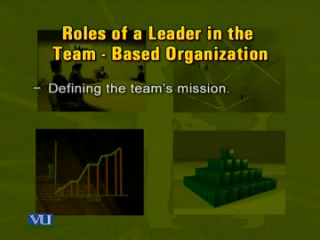 Roles of a Leader in the
Team - Based Organization
– Defining the team's mission.
VU